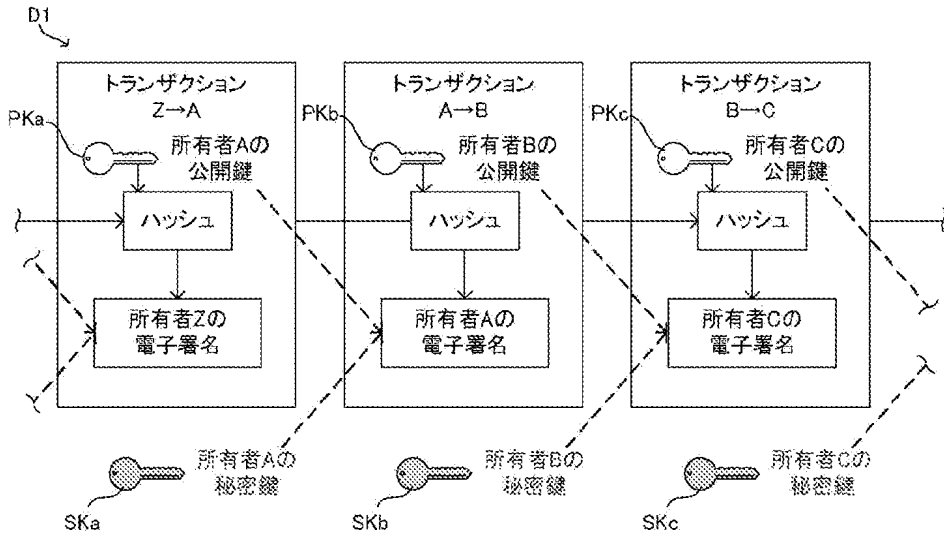 D1
トランザクション
Z→A
PKa
所有者Aの
公開鍵
ハッシュ
所有者Zの
電子署名
トランザクション
A→B
PKb
所有者Bの
公開鍵
ハッシュ
所有者Aの
電子署名
トランザクション
B→C
PKc
所有者Cの
公開鍵
ハッシュ
所有者Cの
電子署名
所有者Aの
秘密鍵
SKa
所有者Bの
秘密鍵
SKb
所有者Cの
秘密鍵
SKc